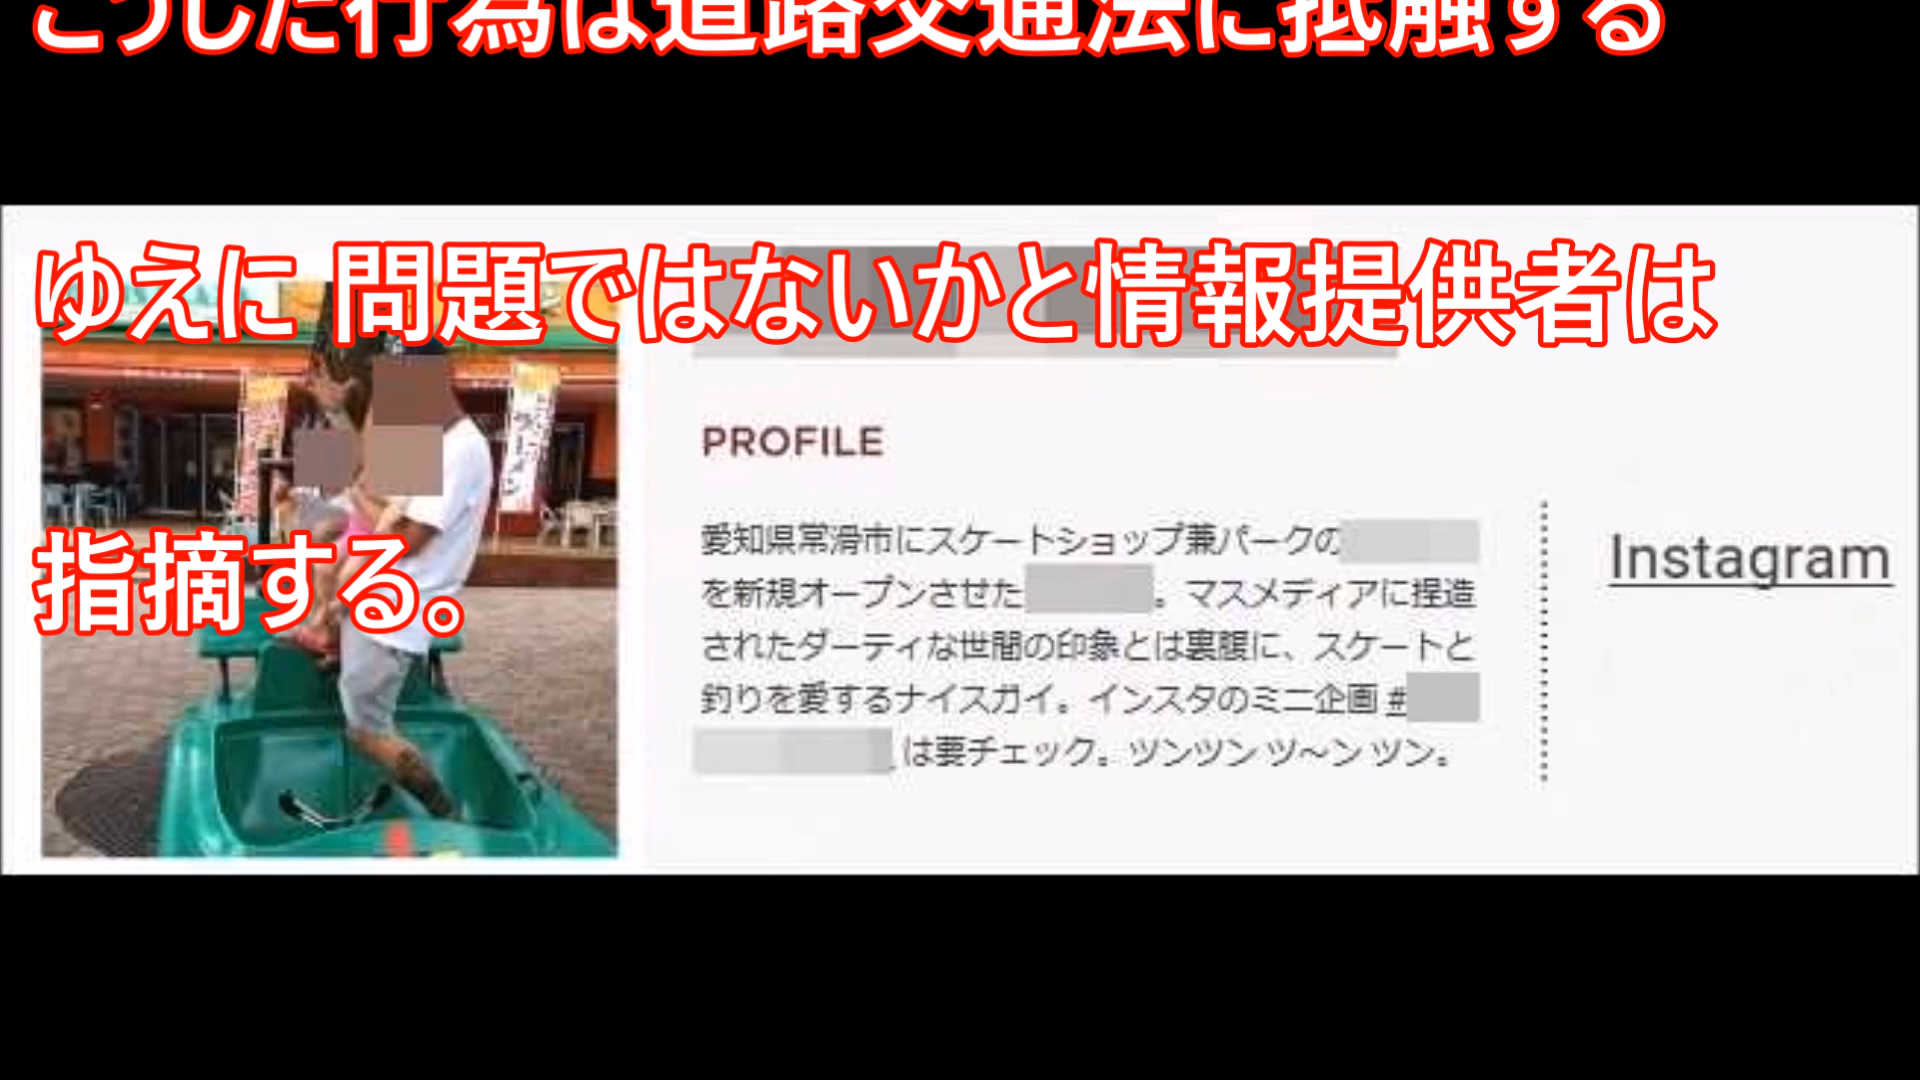 こうした行為は道路交通法に抵触する
ゆえに 問題ではないかと情報提供者は
指摘する。
PROFILE
愛知県常滑市にスケートショップ兼パークの
を新規オープンさせた 。マスメディアに捏造
されたダーティな世間の印象とは裏腹に、スケートと
釣りを愛するナイスガイ。インスタのミニ企画 #
は要チェック。ツンツン ツ〜ン ツン。
Instagram